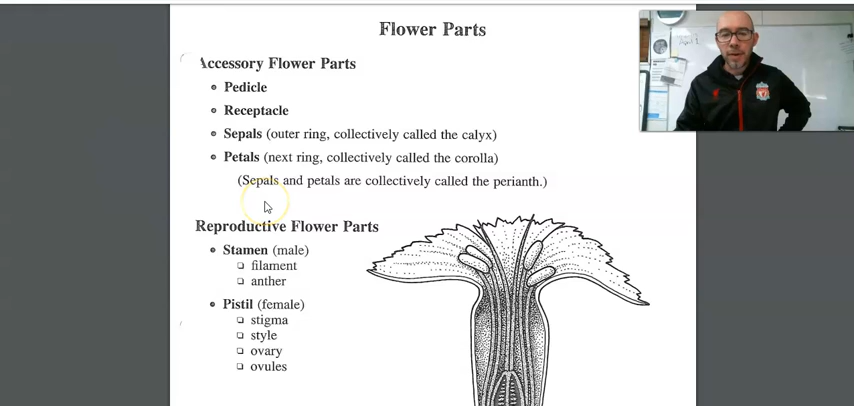 Flower Parts
Accessory Flower Parts
Pedicle
Receptacle
Sepals (outer ring, collectively called the calyx)
Petals (next ring, collectively called the corolla)
(Sepals and petals are collectively called the perianth.)
Reproductive Flower Parts
Stamen (male)
filament
anther
Pistil (female)
stigma
style
ovary
ovules